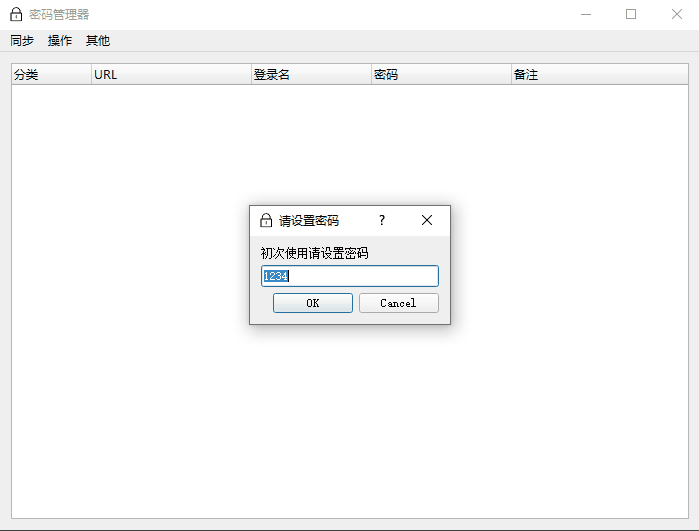 密码管理器
同步 操作 其他
分类 URL 登录名 密码 备注
请设置密码 ?
初次使用请设置密码
1234
OK Cancel